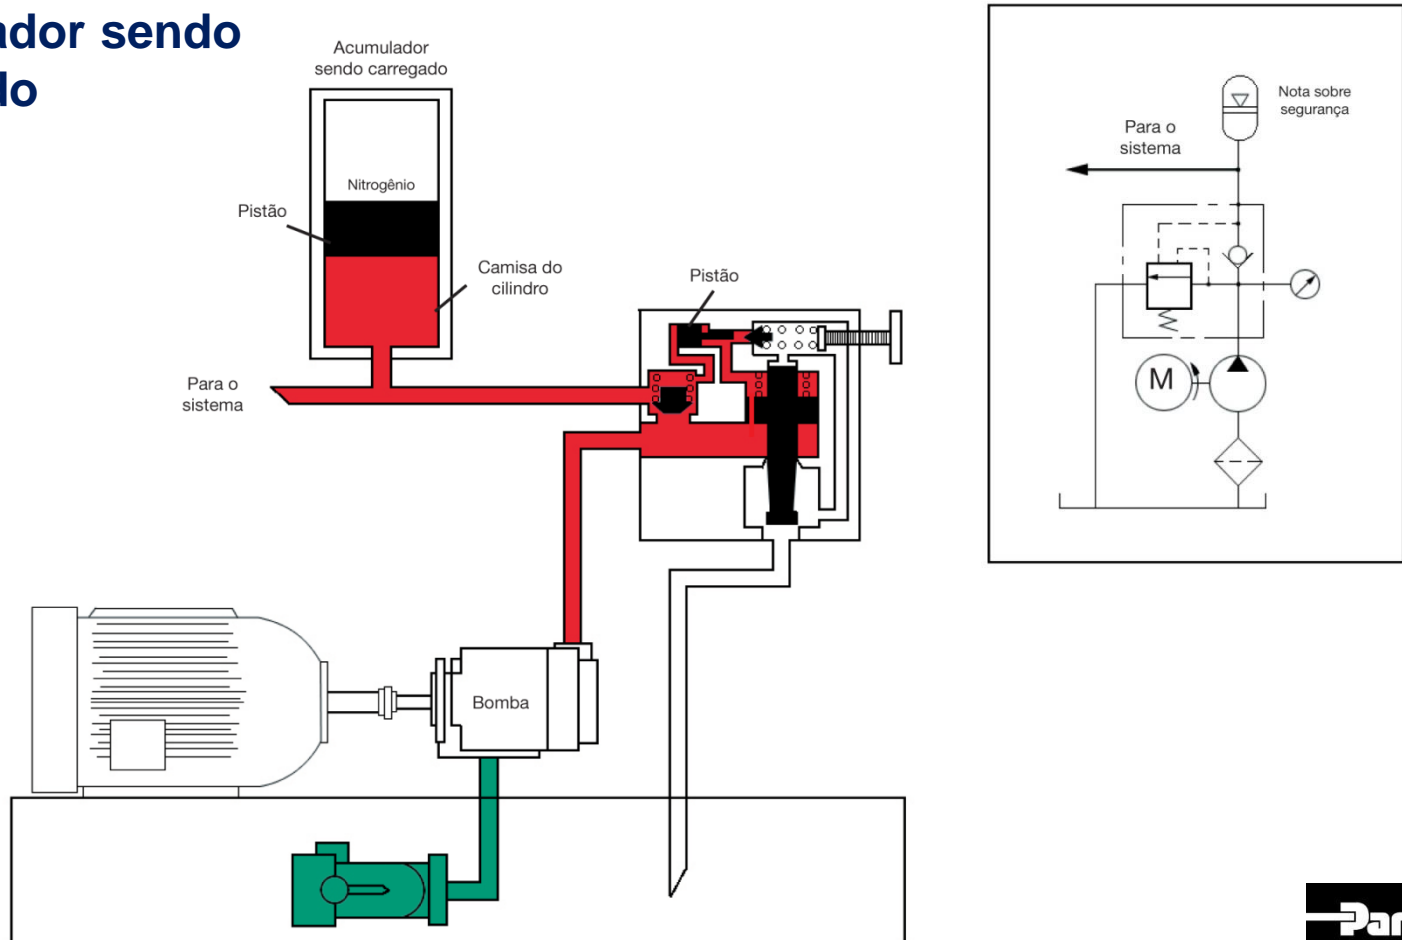 ador sendo
do
Acumulador
sendo carregado
Nitrogênio
Pistão
Camisa do
cilindro
Pistão
Para o
sistema
Bomba
Nota sobre
segurança
Para o
sistema
M
Par